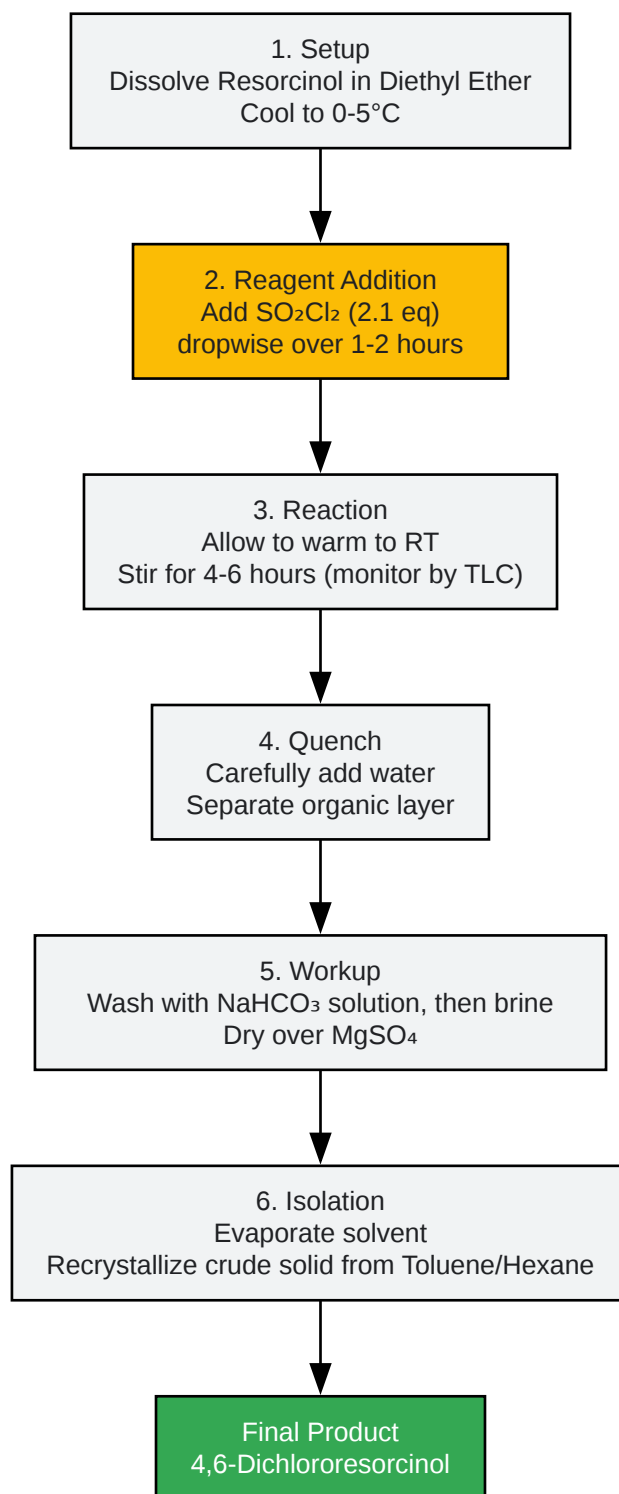 1. Setup
Dissolve Resorcinol in Diethyl Ether
Cool to 0-5°C
2. Reagent Addition
Add SO₂Cl₂ (2.1 eq)
dropwise over 1-2 hours
3. Reaction
Allow to warm to RT
Stir for 4-6 hours (monitor by TLC)
4. Quench
Carefully add water
Separate organic layer
5. Workup
Wash with NaHCO₃ solution, then brine
Dry over MgSO₄
6. Isolation
Evaporate solvent
Recrystallize crude solid from Toluene/Hexane
Final Product
4,6-Dichlororesorcinol